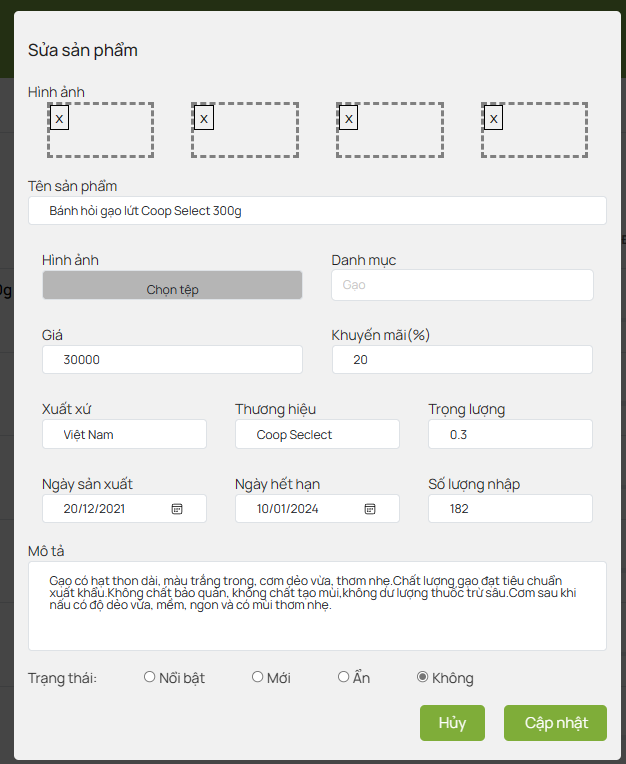 Sửa sản phẩm
Hình ảnh
x x x x
Tên sản phẩm
Bánh hỏi gạo lứt Coop Select 300g
Hình ảnh Danh mục
Chọn tệp Gạo
Giá Khuyến mãi(%)
30000 20
Xuất xứ Thương hiệu Trọng lượng
Việt Nam Coop Seclect 0.3
Ngày sản xuất Ngày hết hạn Số lượng nhập
20/12/2021 10/01/2024 182
Mô tả
Gạo có hạt thon dài, màu trắng trong, cơm dẻo vừa, thơm nhẹ.Chất lượng gạo đạt tiêu chuẩn
xuất khẩu.Không chất bảo quản, không chất tạo mùi,không dư lượng thuốc trừ sâu.Cơm sau khi
nấu có độ dẻo vừa, mềm, ngon và có mùi thơm nhẹ.
Trạng thái: Nổi bật Mới Ẩn Không
Hủy Cập nhật
0g